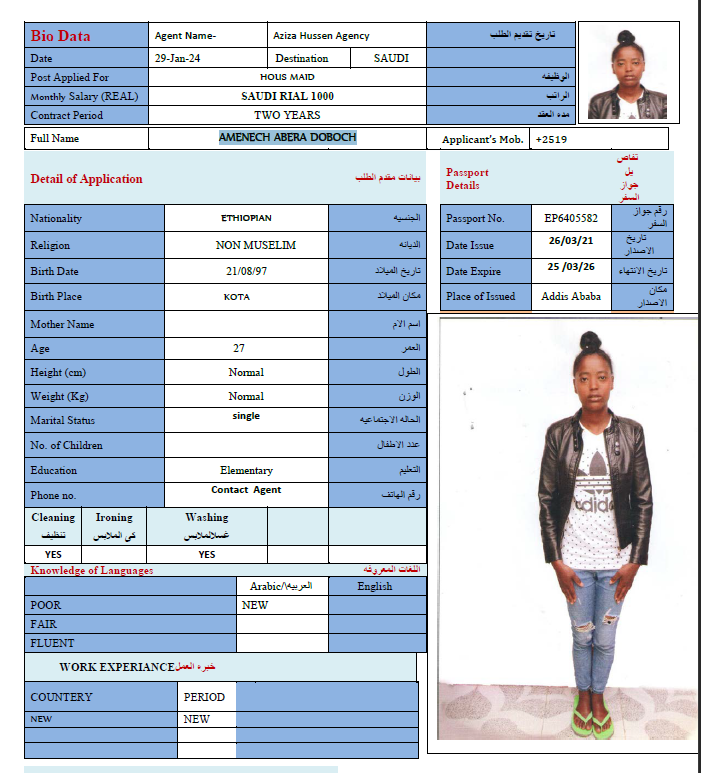 Bio Data Agent Name- Aziza Hussen Agency تاريخ تقديم الطلب
Date 29-Jan-24 Destination SAUDI
Post Applied For HOUS MAID الوظيفه
Monthly Salary (REAL) SAUDI RIAL 1000 الراتب
Contract Period TWO YEARS مده العقد
Full Name AMENECH ABERA DOBOCH Applicant's Mob. +2519
Detail of Application بيانات مقدم الطلب
Passport Details تفاص يل جواز السفر
Nationality ETHIOPIAN الجنسيه
Passport No. EP6405582 رقم جواز السفر
Religion NON MUSELIM الديانه
Date Issue 26/03/21 تاريخ الاصدار
Birth Date 21/08/97 تاريخ الميلاد
Date Expire 25 /03/26 تاريخ الانتهاء
Birth Place KOTA مكان الميلاد
Place of Issued Addis Ababa مكان الاصدار
Mother Name اسم الام
Age 27 العمر
Height (cm) Normal الطول
Weight (Kg) Normal الوزن
Marital Status single الحاله الاجتماعيه
No. of Children عدد الاطفال
Education Elementary التعليم
Phone no. Contact Agent رقم الهاتف
Cleaning Ironing Washing
تنظيف كى الملابس غسلالملابس
YES YES
Knowledge of Languages اللغات المعروفه
Arabic/\العربيه English
POOR NEW
FAIR
FLUENT
WORK EXPERIANCE خبره العمل
COUNTERY PERIOD
NEW NEW
adidas